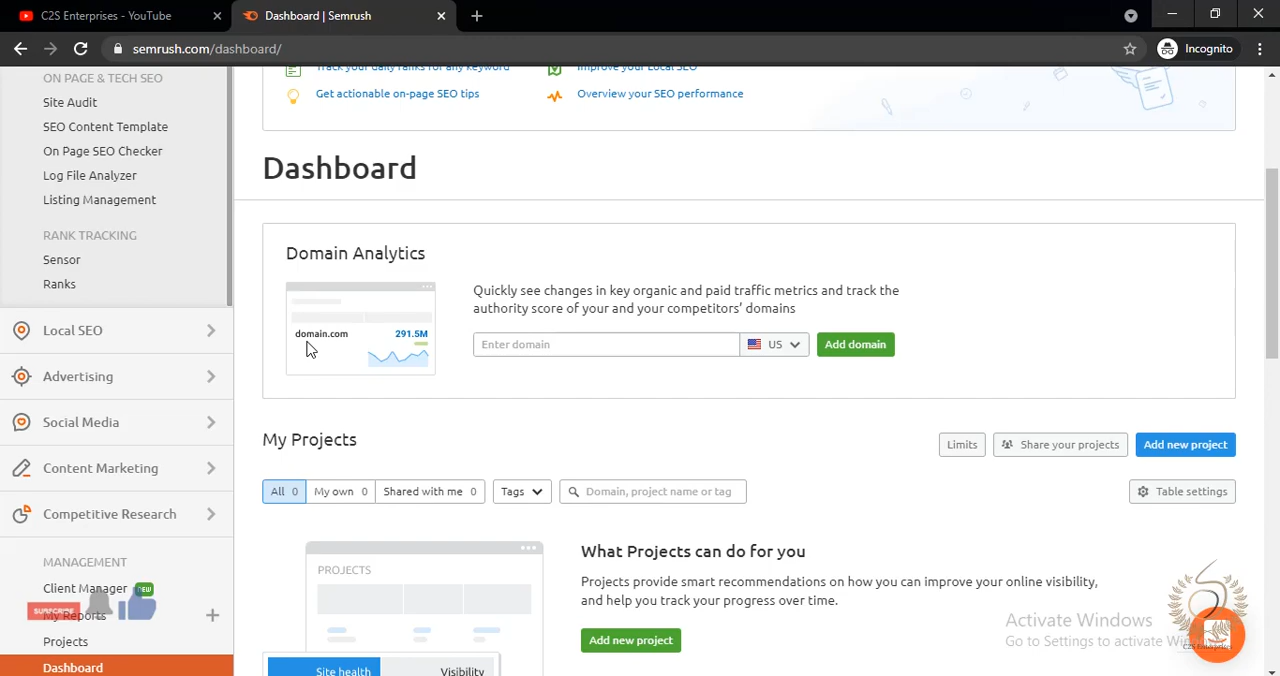 C2S Enterprises - YouTube
Dashboard | Semrush
semrush.com/dashboard/
Incognito
ON PAGE & TECH SEO
Site Audit
SEO Content Template
On Page SEO Checker
Log File Analyzer
Listing Management
RANK TRACKING
Sensor
Ranks
Local SEO
Advertising
Social Media
Content Marketing
Competitive Research
MANAGEMENT
Client Manager NEW
SUBSCRIBE
My Reports
Projects
Dashboard
Track your daily ranks for any keyword
Improve your Local SEO
Get actionable on-page SEO tips
Overview your SEO performance
Dashboard
Domain Analytics
domain.com 291.5M
Quickly see changes in key organic and paid traffic metrics and track the
authority score of your and your competitors' domains
Enter domain
US
Add domain
My Projects
Limits
Share your projects
Add new project
All 0
My own 0
Shared with me 0
Tags
Domain, project name or tag
Table settings
PROJECTS
Site health
Visibility
What Projects can do for you
Projects provide smart recommendations on how you can improve your online visibility,
and help you track your progress over time.
Add new project
Activate Windows
Go to Settings to activate
C2S Enterprises